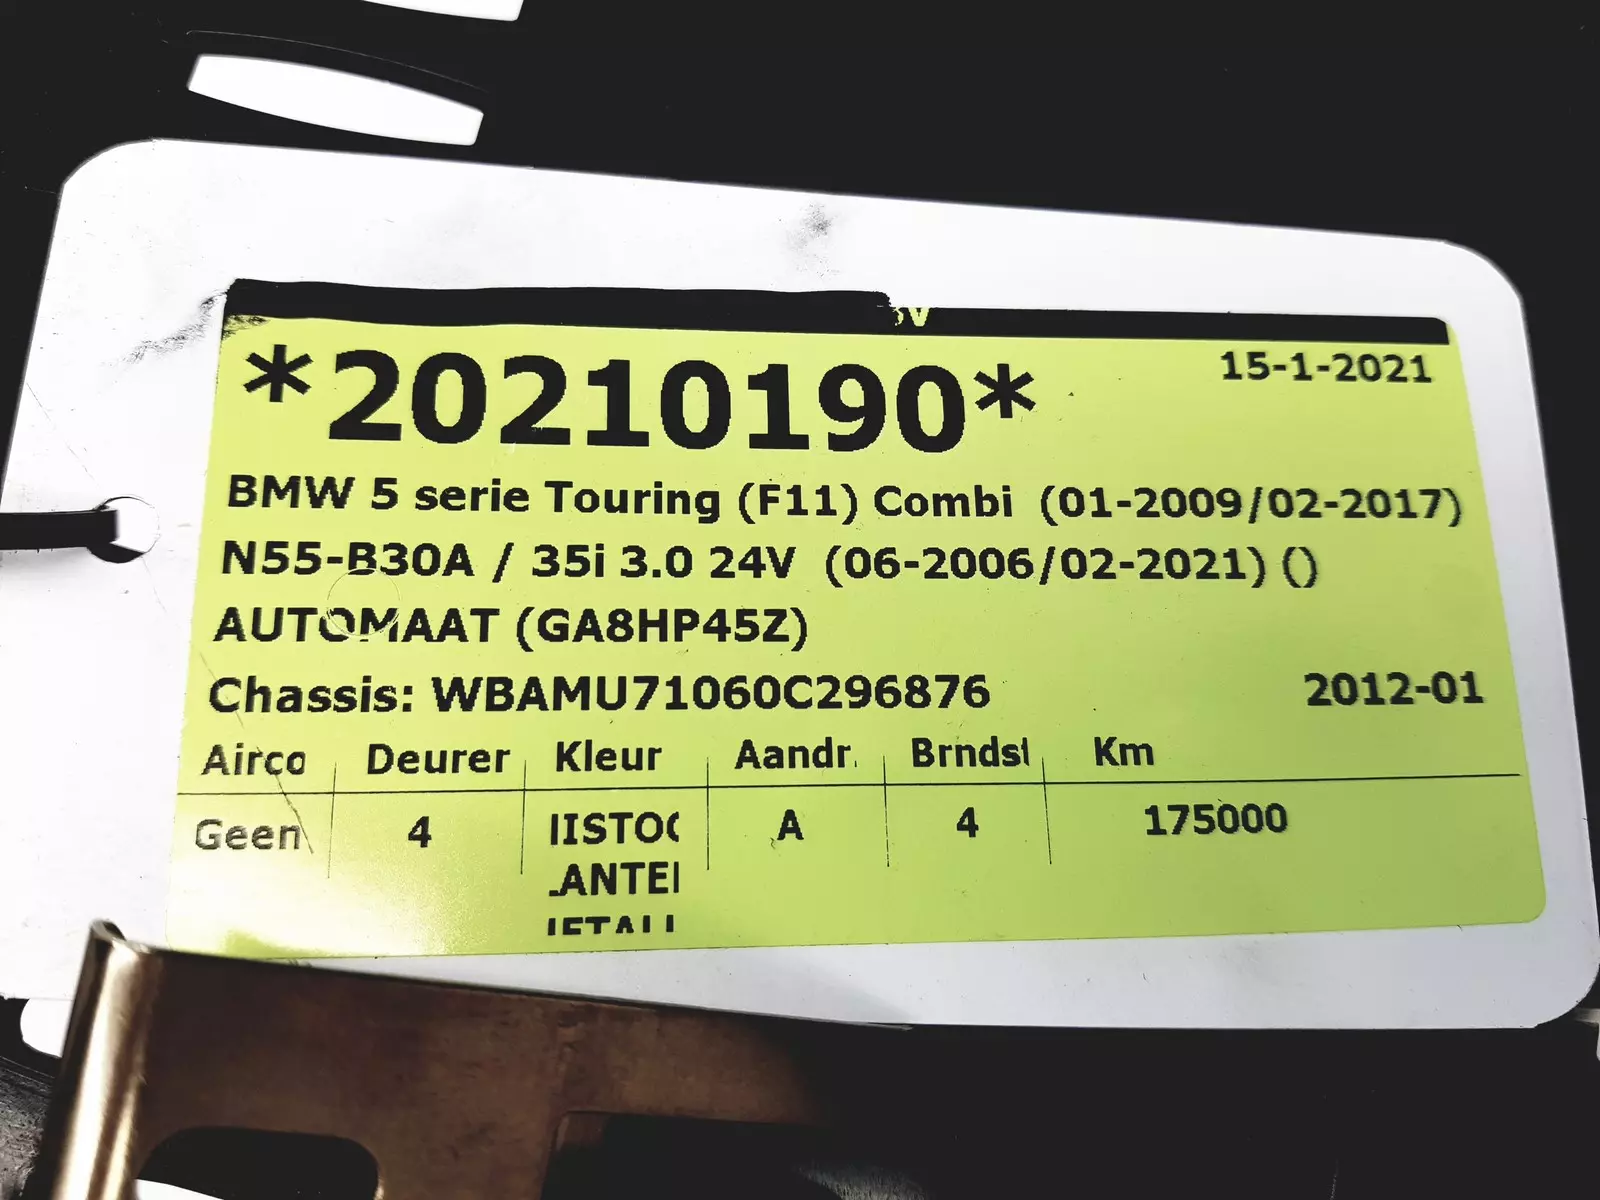 *20210190*
15-1-2021
BMW 5 serie Touring (F11) Combi (01-2009/02-2017)
N55-B30A / 35i 3.0 24V (06-2006/02-2021) ()
AUTOMAAT (GA8HP45Z)
Chassis: WBAMU71060C296876 2012-01
Airco Deurer Kleur Aandr. Brndst Km
Geen 4 A 4 175000